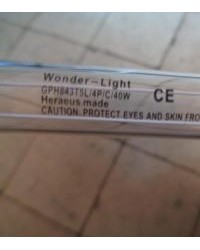 Wonder-Light
GPH843T5L/4P/C/40W
Heraeus made
CE
CAUTION. PROTECT EYES AND SKIN FRO